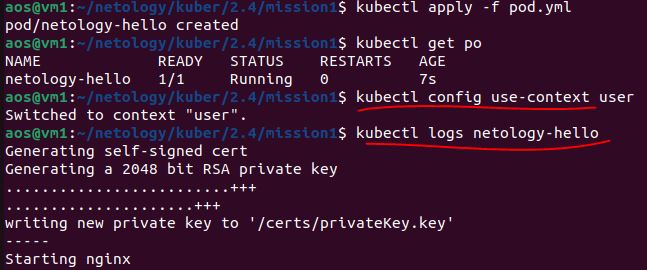 aos@vm1:~/netology/kuber/2.4/mission1$ kubectl apply -f pod.yml
pod/netology-hello created
aos@vm1:~/netology/kuber/2.4/mission1$ kubectl get po
NAME READY STATUS RESTARTS AGE
netology-hello 1/1 Running 0 7s
aos@vm1:~/netology/kuber/2.4/mission1$ kubectl config use-context user
Switched to context "user".
aos@vm1:~/netology/kuber/2.4/mission1$ kubectl logs netology-hello
Generating self-signed cert
Generating a 2048 bit RSA private key
..........................+++
......................+++
writing new private key to '/certs/privateKey.key'
-----
Starting nginx